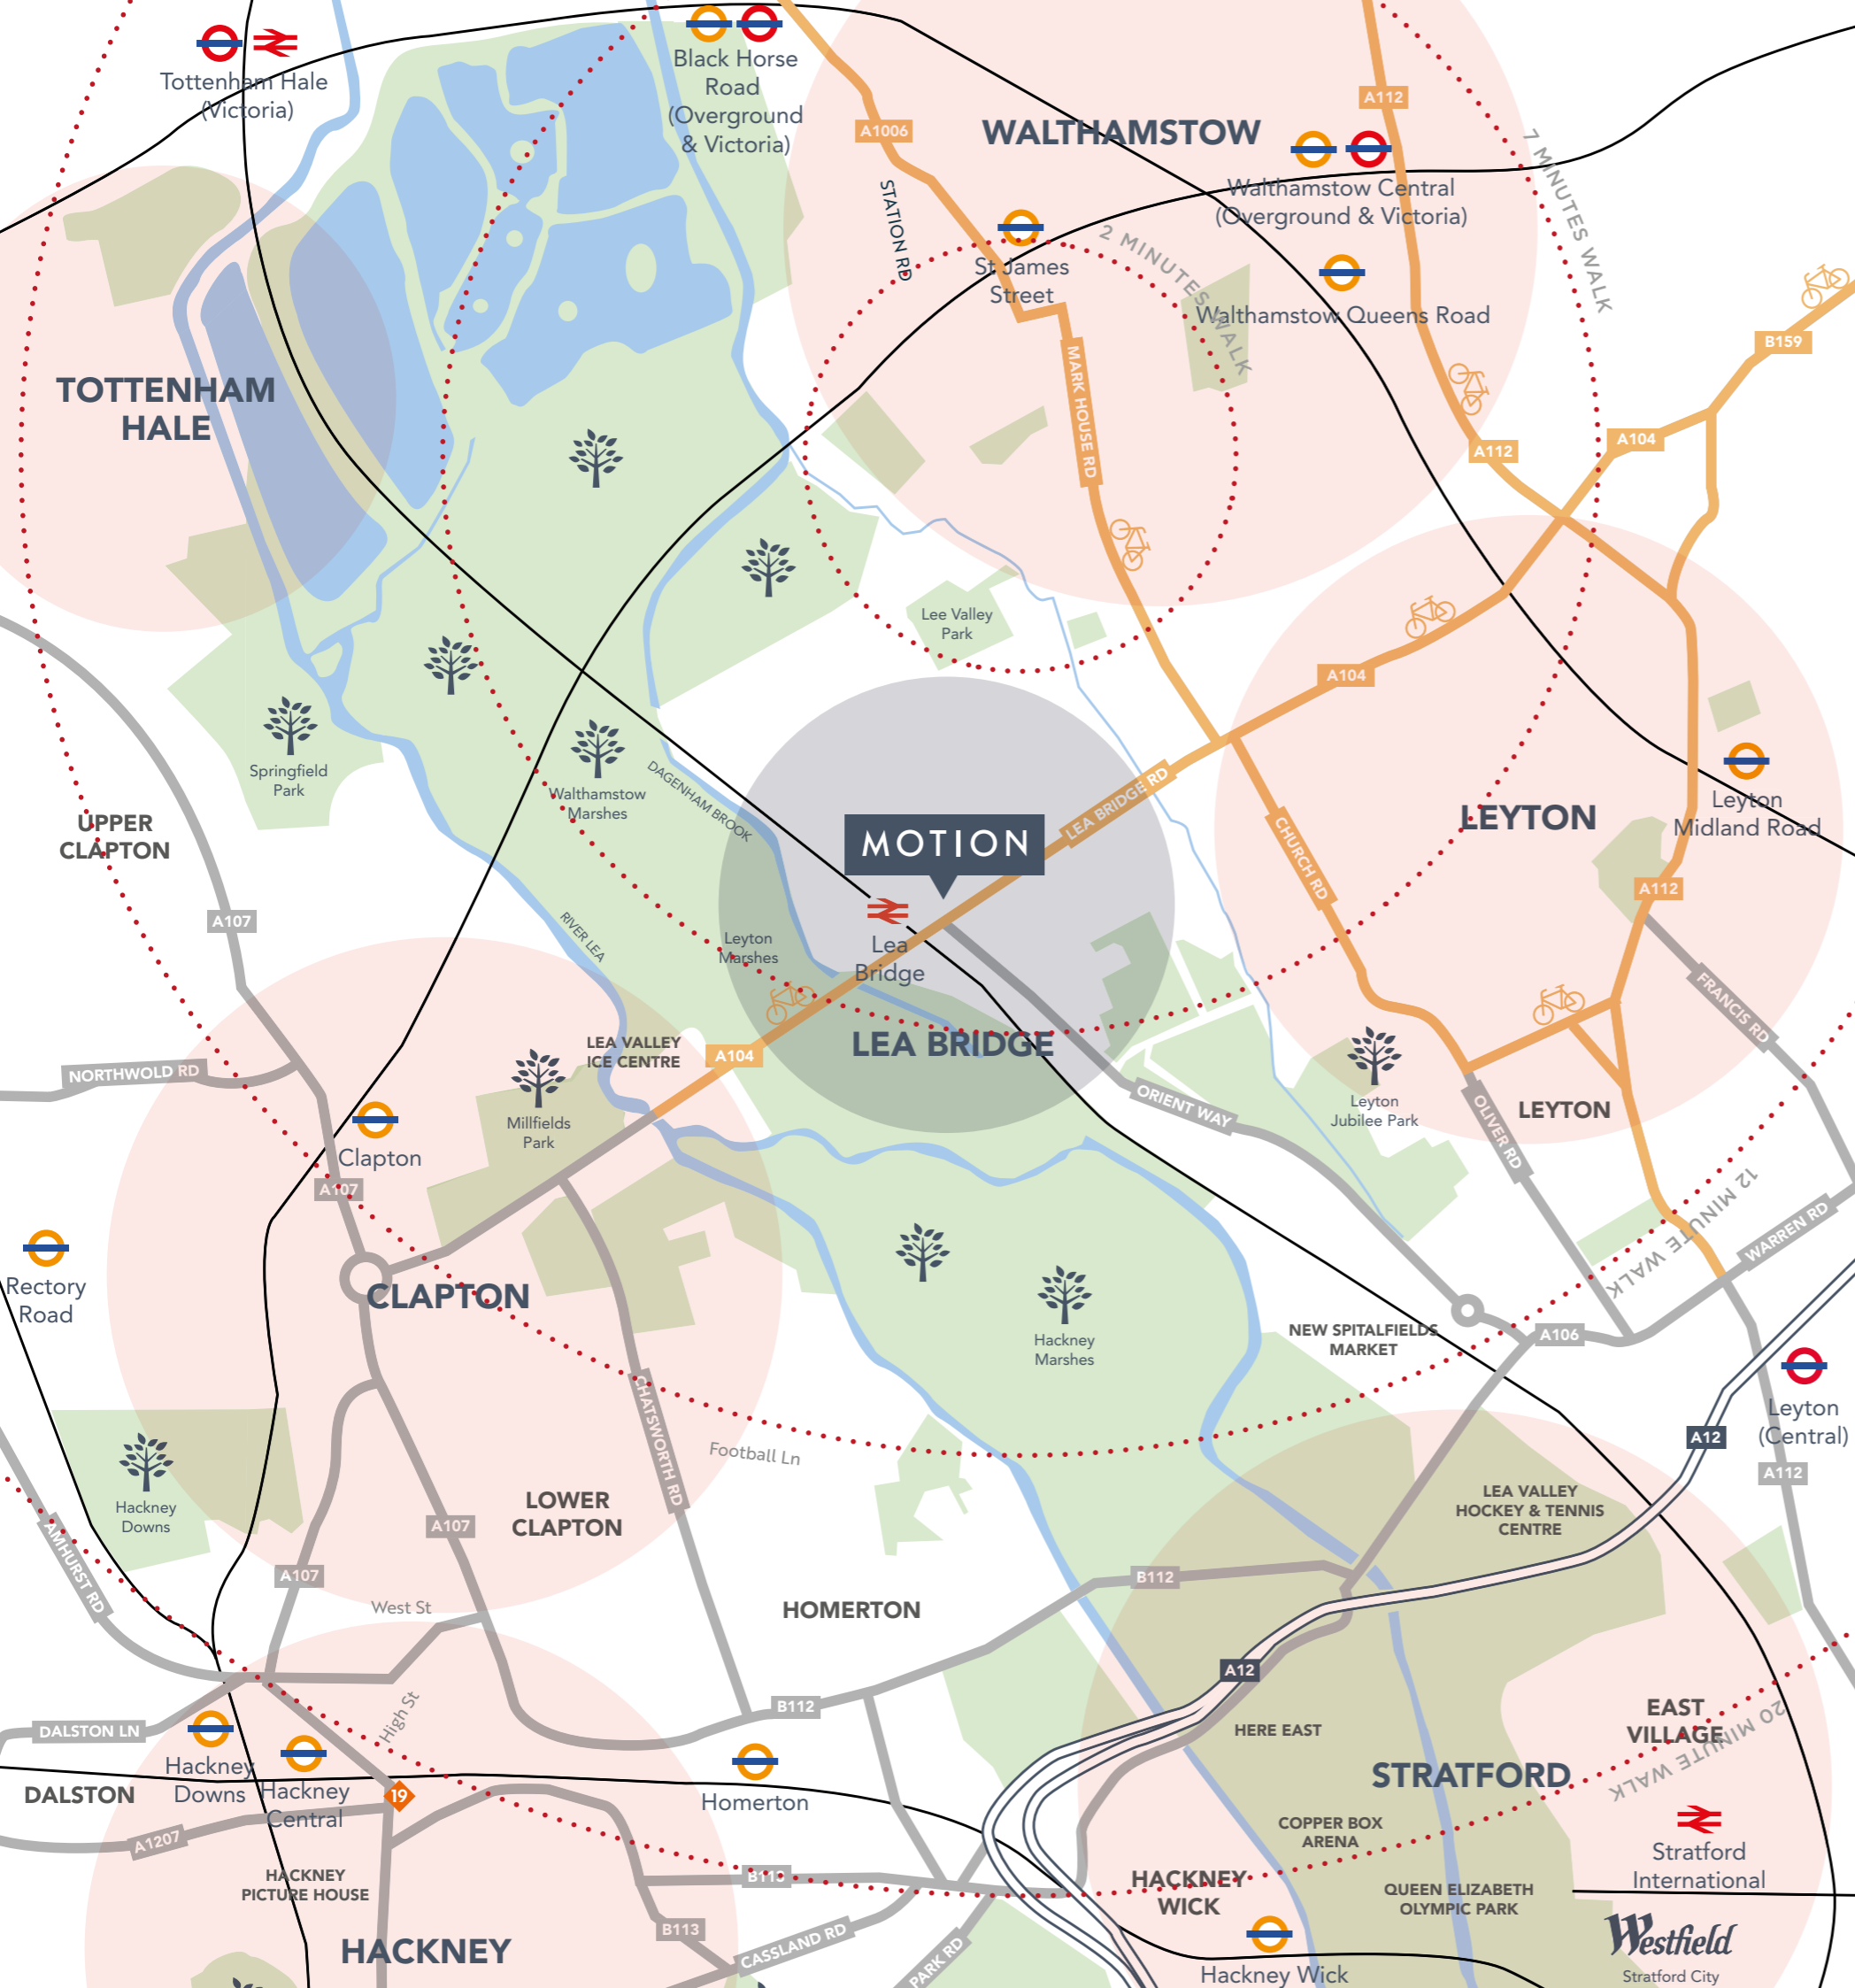 Tottenham Hale
(Victoria)
Black Horse
Road
(Overground
& Victoria)
A1006
STATION RD
WALTHAMSTOW
A112
Walthamstow Central
(Overground & Victoria)
7 MINUTES WALK
St James
Street
2 MINUTES WALK
Walthamstow Queens Road
B159
MARK HOUSE RD
A112
A104
TOTTENHAM
HALE
Lee Valley
Park
A104
Springfield
Park
Walthamstow
Marshes
DAGENHAM BROOK
LEA BRIDGE RD
MOTION
CHURCH RD
LEYTON
Leyton
Midland Road
UPPER
CLAPTON
A107
RIVER LEA
Leyton
Marshes
Lea
Bridge
A112
FRANCIS RD
LEA VALLEY
ICE CENTRE
A104
LEA BRIDGE
NORTHWOLD RD
Millfields
Park
ORIENT WAY
Leyton
Jubilee Park
OLIVER RD
LEYTON
Clapton
A107
12 MINUTE WALK
WARREN RD
Rectory
Road
CLAPTON
Hackney
Marshes
NEW SPITALFIELDS
MARKET
A106
Leyton
(Central)
A12
A112
CHATSWORTH RD
Football Ln
Hackney
Downs
AMHURST RD
LOWER
CLAPTON
A107
LEA VALLEY
HOCKEY & TENNIS
CENTRE
A107
West St
B112
HOMERTON
A12
High St
B112
DALSTON LN
HERE EAST
EAST
VILLAGE
20 MINUTE WALK
Hackney
Downs
Hackney
Central
19
DALSTON
Homerton
STRATFORD
A1207
COPPER BOX
ARENA
Stratford
International
HACKNEY
PICTURE HOUSE
B113
HACKNEY
WICK
QUEEN ELIZABETH
OLYMPIC PARK
HACKNEY
B113
CASSLAND RD
PARK RD
Hackney Wick
Westfield
Stratford City